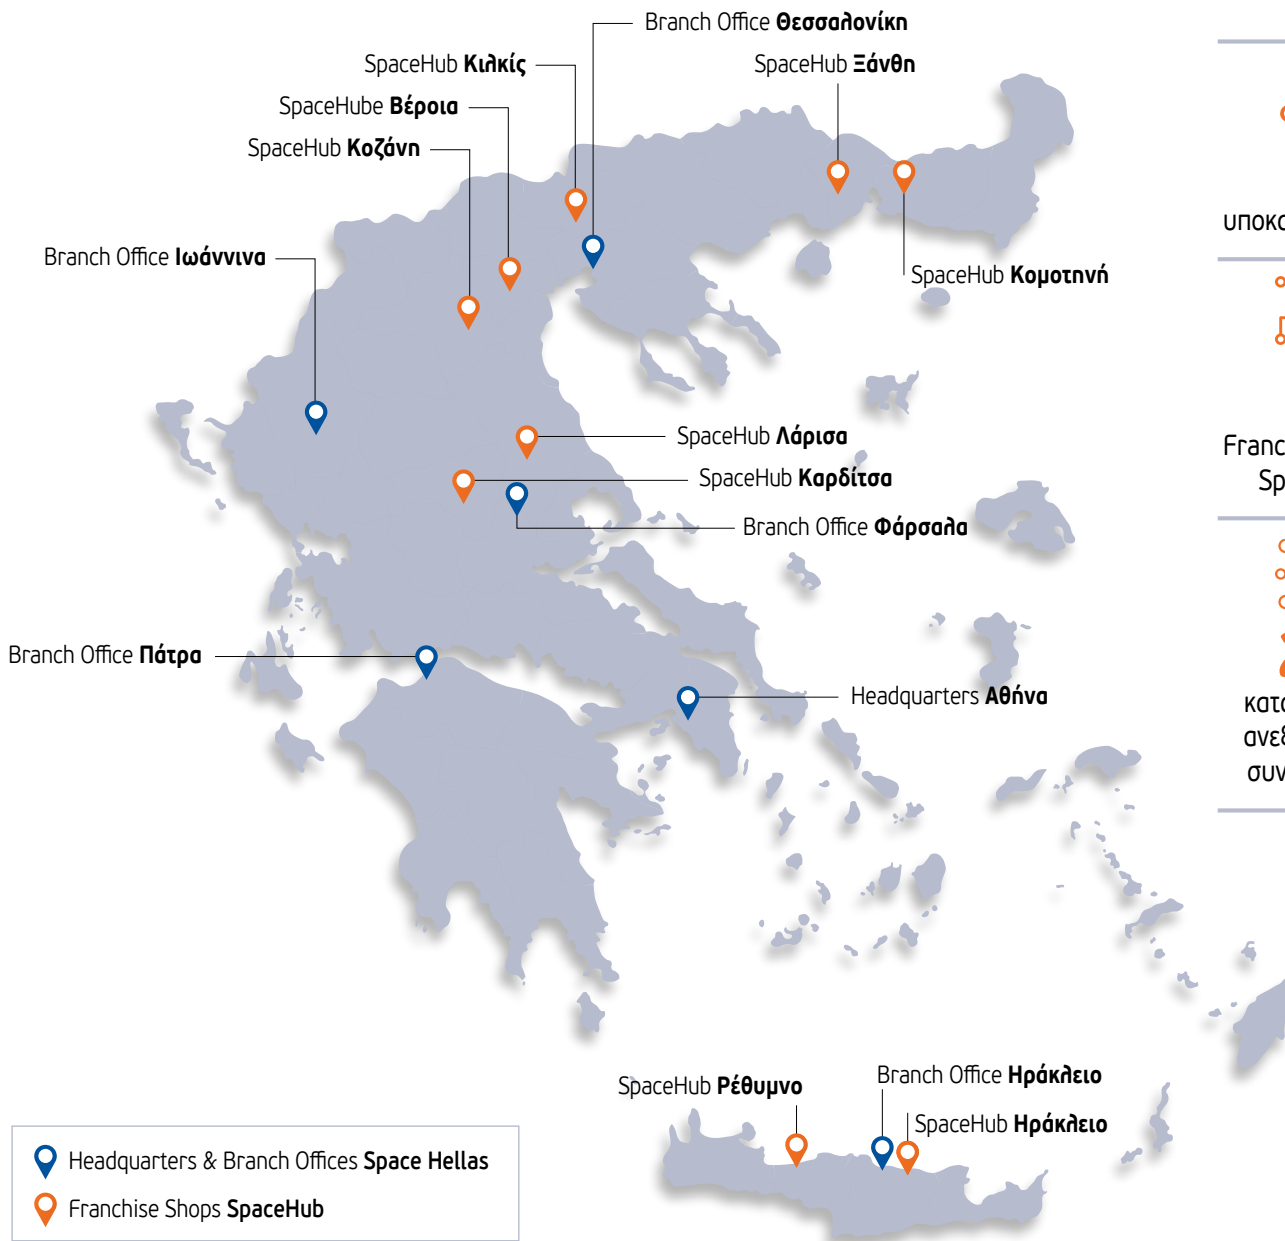 Branch Office Θεσσαλονίκη
SpaceHub Κιλκίς
SpaceHub Ξάνθη
SpaceHube Βέροια
SpaceHub Κοζάνη
Branch Office Ιωάννινα
SpaceHub Κομοτηνή
SpaceHub Λάρισα
SpaceHub Καρδίτσα
Branch Office Φάρσαλα
Branch Office Πάτρα
Headquarters Αθήνα
SpaceHub Ρέθυμνο
Branch Office Ηράκλειο
SpaceHub Ηράκλειο
Headquarters & Branch Offices Space Hellas
Franchise Shops SpaceHub